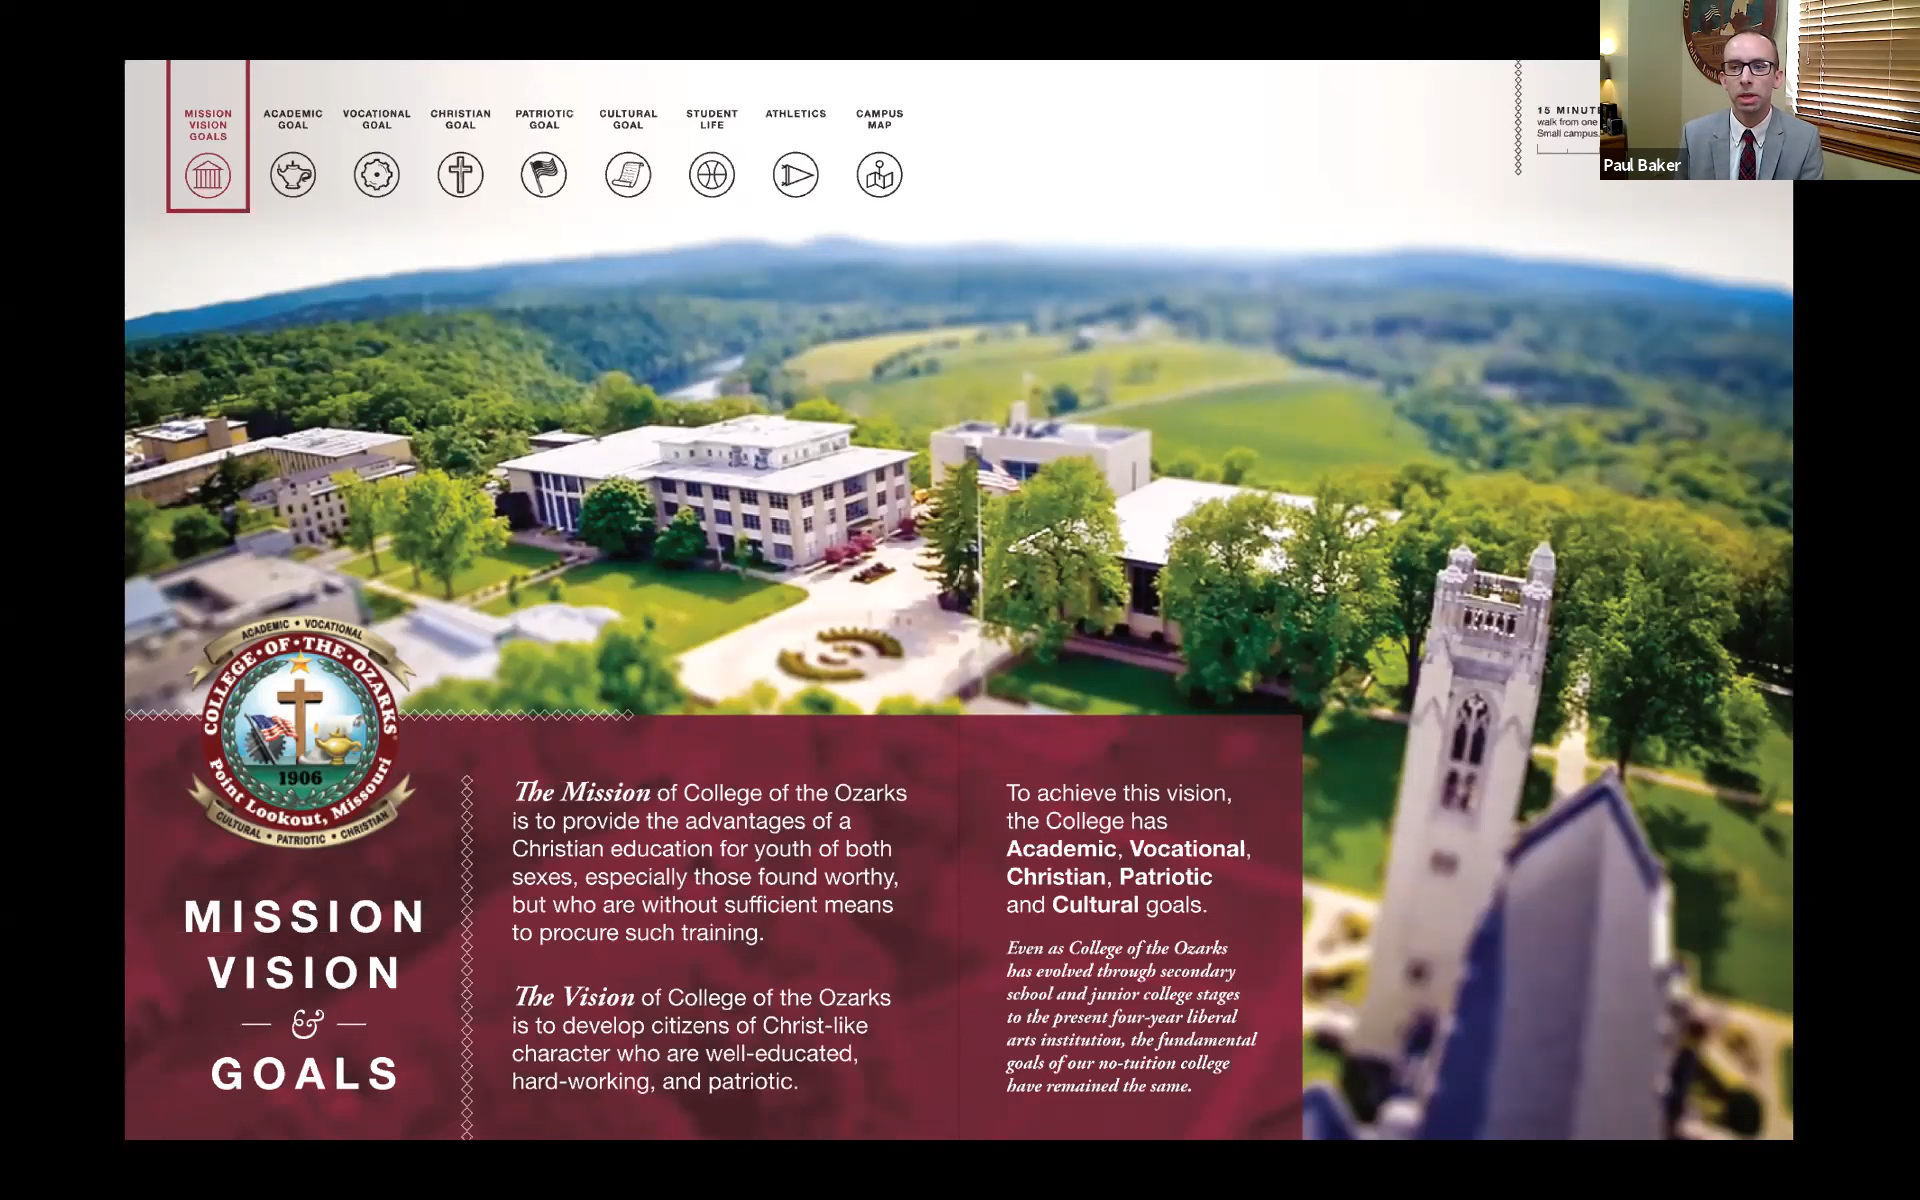 MISSION
VISION
GOALS
ACADEMIC
GOAL
VOCATIONAL
GOAL
CHRISTIAN
GOAL
PATRIOTIC
GOAL
CULTURAL
GOAL
STUDENT
LIFE
ATHLETICS
CAMPUS
MAP
15 MINUT
walk from one
Small campus
Paul Baker
ACADEMIC • VOCATIONAL
COLLEGE • OF • THE • OZARKS
1906
Point Lookout, Missouri
CULTURAL • PATRIOTIC • CHRISTIAN
MISSION
VISION
— & —
GOALS
The Mission of College of the Ozarks
is to provide the advantages of a
Christian education for youth of both
sexes, especially those found worthy,
but who are without sufficient means
to procure such training.
The Vision of College of the Ozarks
is to develop citizens of Christ-like
character who are well-educated,
hard-working, and patriotic.
To achieve this vision,
the College has
Academic, Vocational,
Christian, Patriotic
and Cultural goals.
Even as College of the Ozarks
has evolved through secondary
school and junior college stages
to the present four-year liberal
arts institution, the fundamental
goals of our no-tuition college
have remained the same.